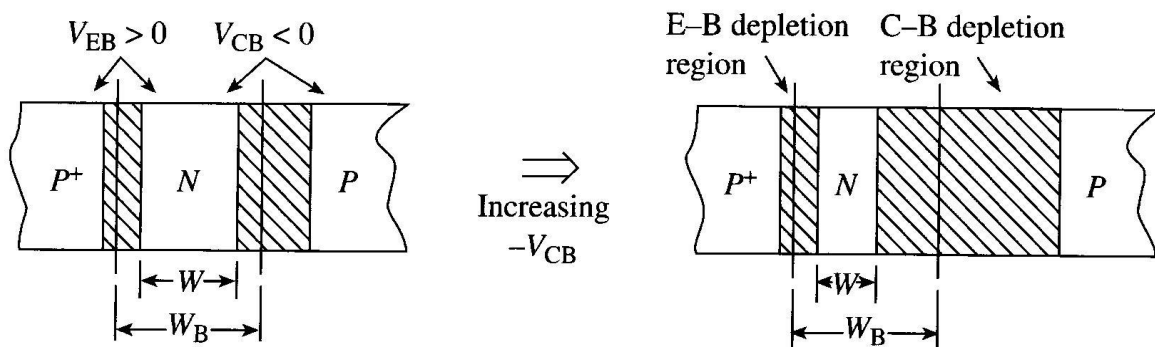 V_EB > 0
V_CB < 0
P⁺
N
P
W
W_B
Increasing
–V_CB
E–B depletion
region
C–B depletion
region
P⁺
N
P
W
W_B